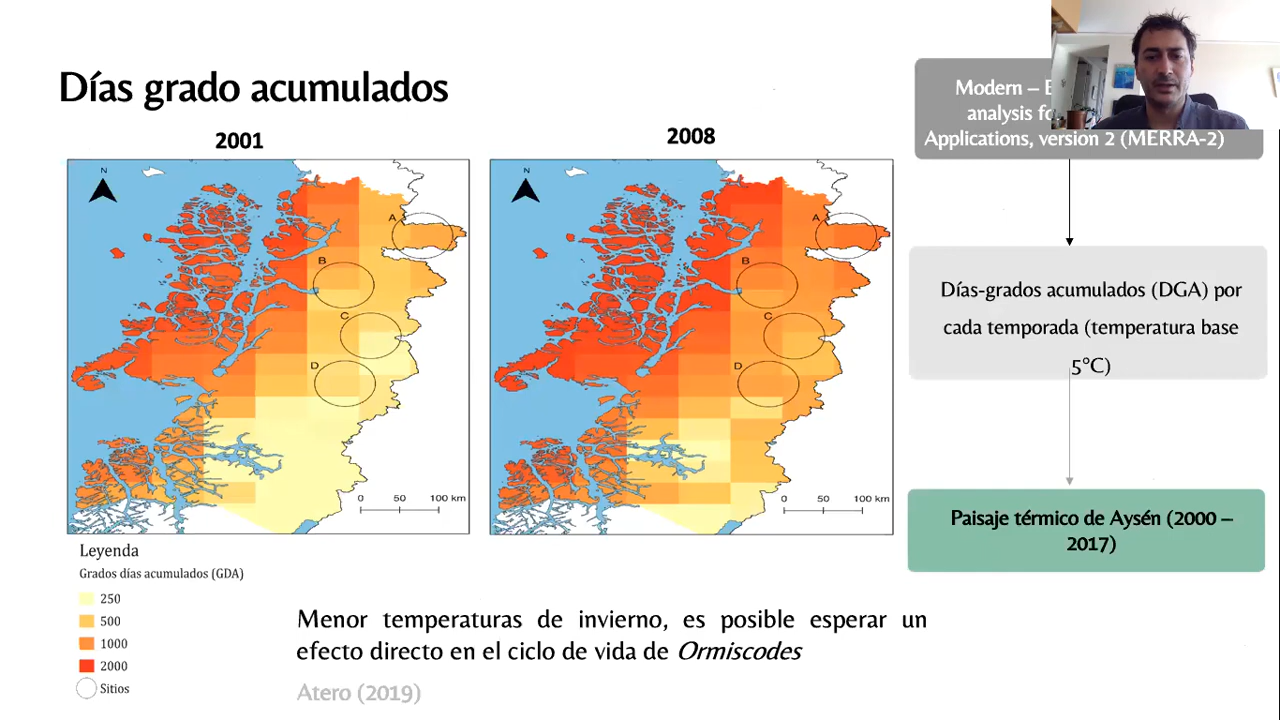 Días grado acumulados
2001
2008
N
A
B
C
D
0 50 100 km
N
A
B
C
D
0 50 100 km
Leyenda
Grados días acumulados (GDA)
250
500
1000
2000
Sitios
Menor temperaturas de invierno, es posible esperar un
efecto directo en el ciclo de vida de Ormiscodes
Atero (2019)
Modern –
analysis
Applications, version 2 (MERRA-2)
Días-grados acumulados (DGA) por
cada temporada (temperatura base
5°C)
Paisaje térmico de Aysén (2000 –
2017)